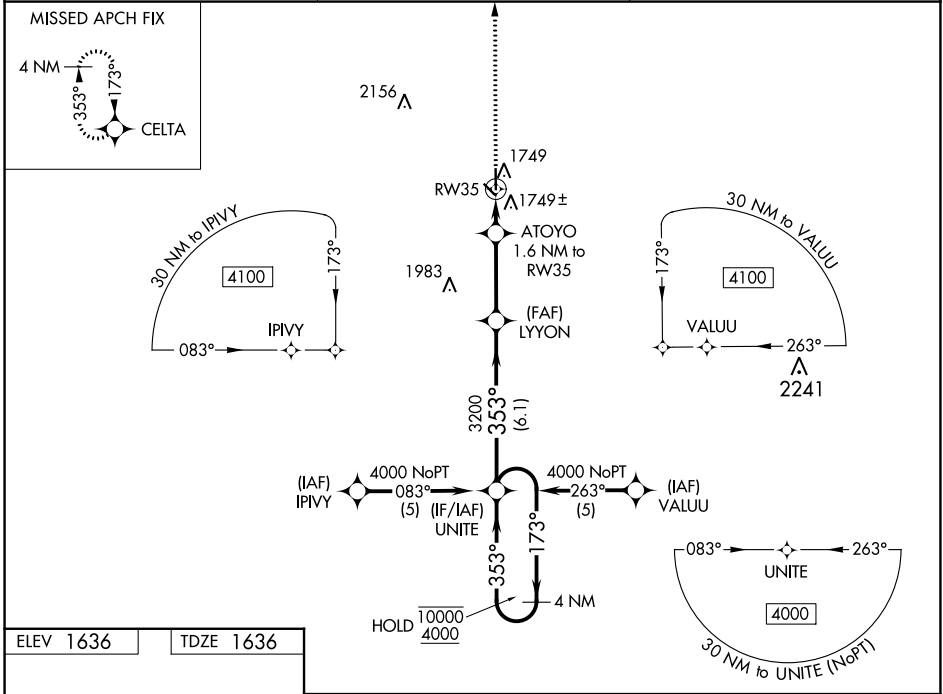 MISSED APCH FIX
4 NM
353°
173°
CELTA
2156
1749
RW35
1749±
ATOYO
1.6 NM to
RW35
1983
(FAF)
LYYON
30 NM to IPIVY
4100
173°
IPIVY
083°
30 NM to VALUU
173°
4100
VALUU
263°
2241
3200
353°
(6.1)
(IAF)
IPIVY
4000 NoPT
083°
(5)
(IF/IAF)
UNITE
4000 NoPT
263°
(5)
(IAF)
VALUU
353°
173°
4 NM
HOLD
10000
4000
083°
263°
UNITE
4000
30 NM to UNITE (NoPT)
ELEV 1636
TDZE 1636